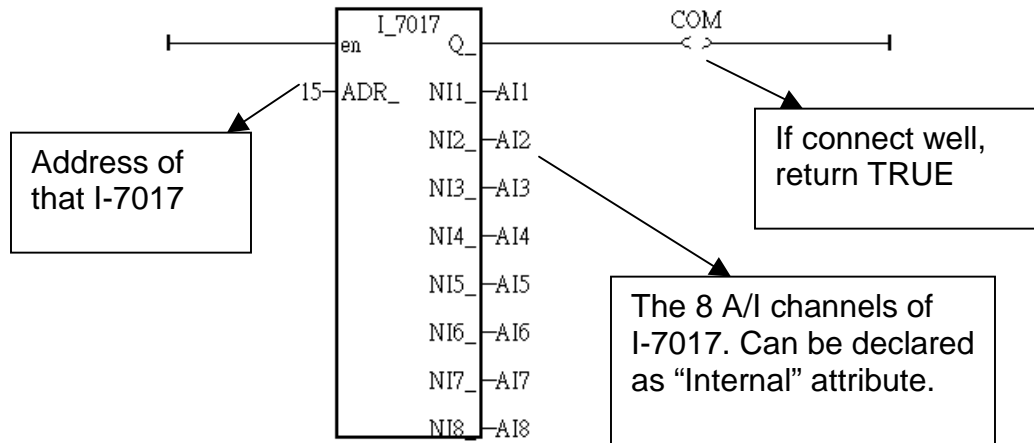 I_7017
COM
en Q_
15 ADR_ NI1_ AI1
NI2_ AI2
NI3_ AI3
NI4_ AI4
NI5_ AI5
NI6_ AI6
NI7_ AI7
NI8_ AI8
Address of
that I-7017
If connect well,
return TRUE
The 8 A/I channels of
I-7017. Can be declared
as “Internal” attribute.